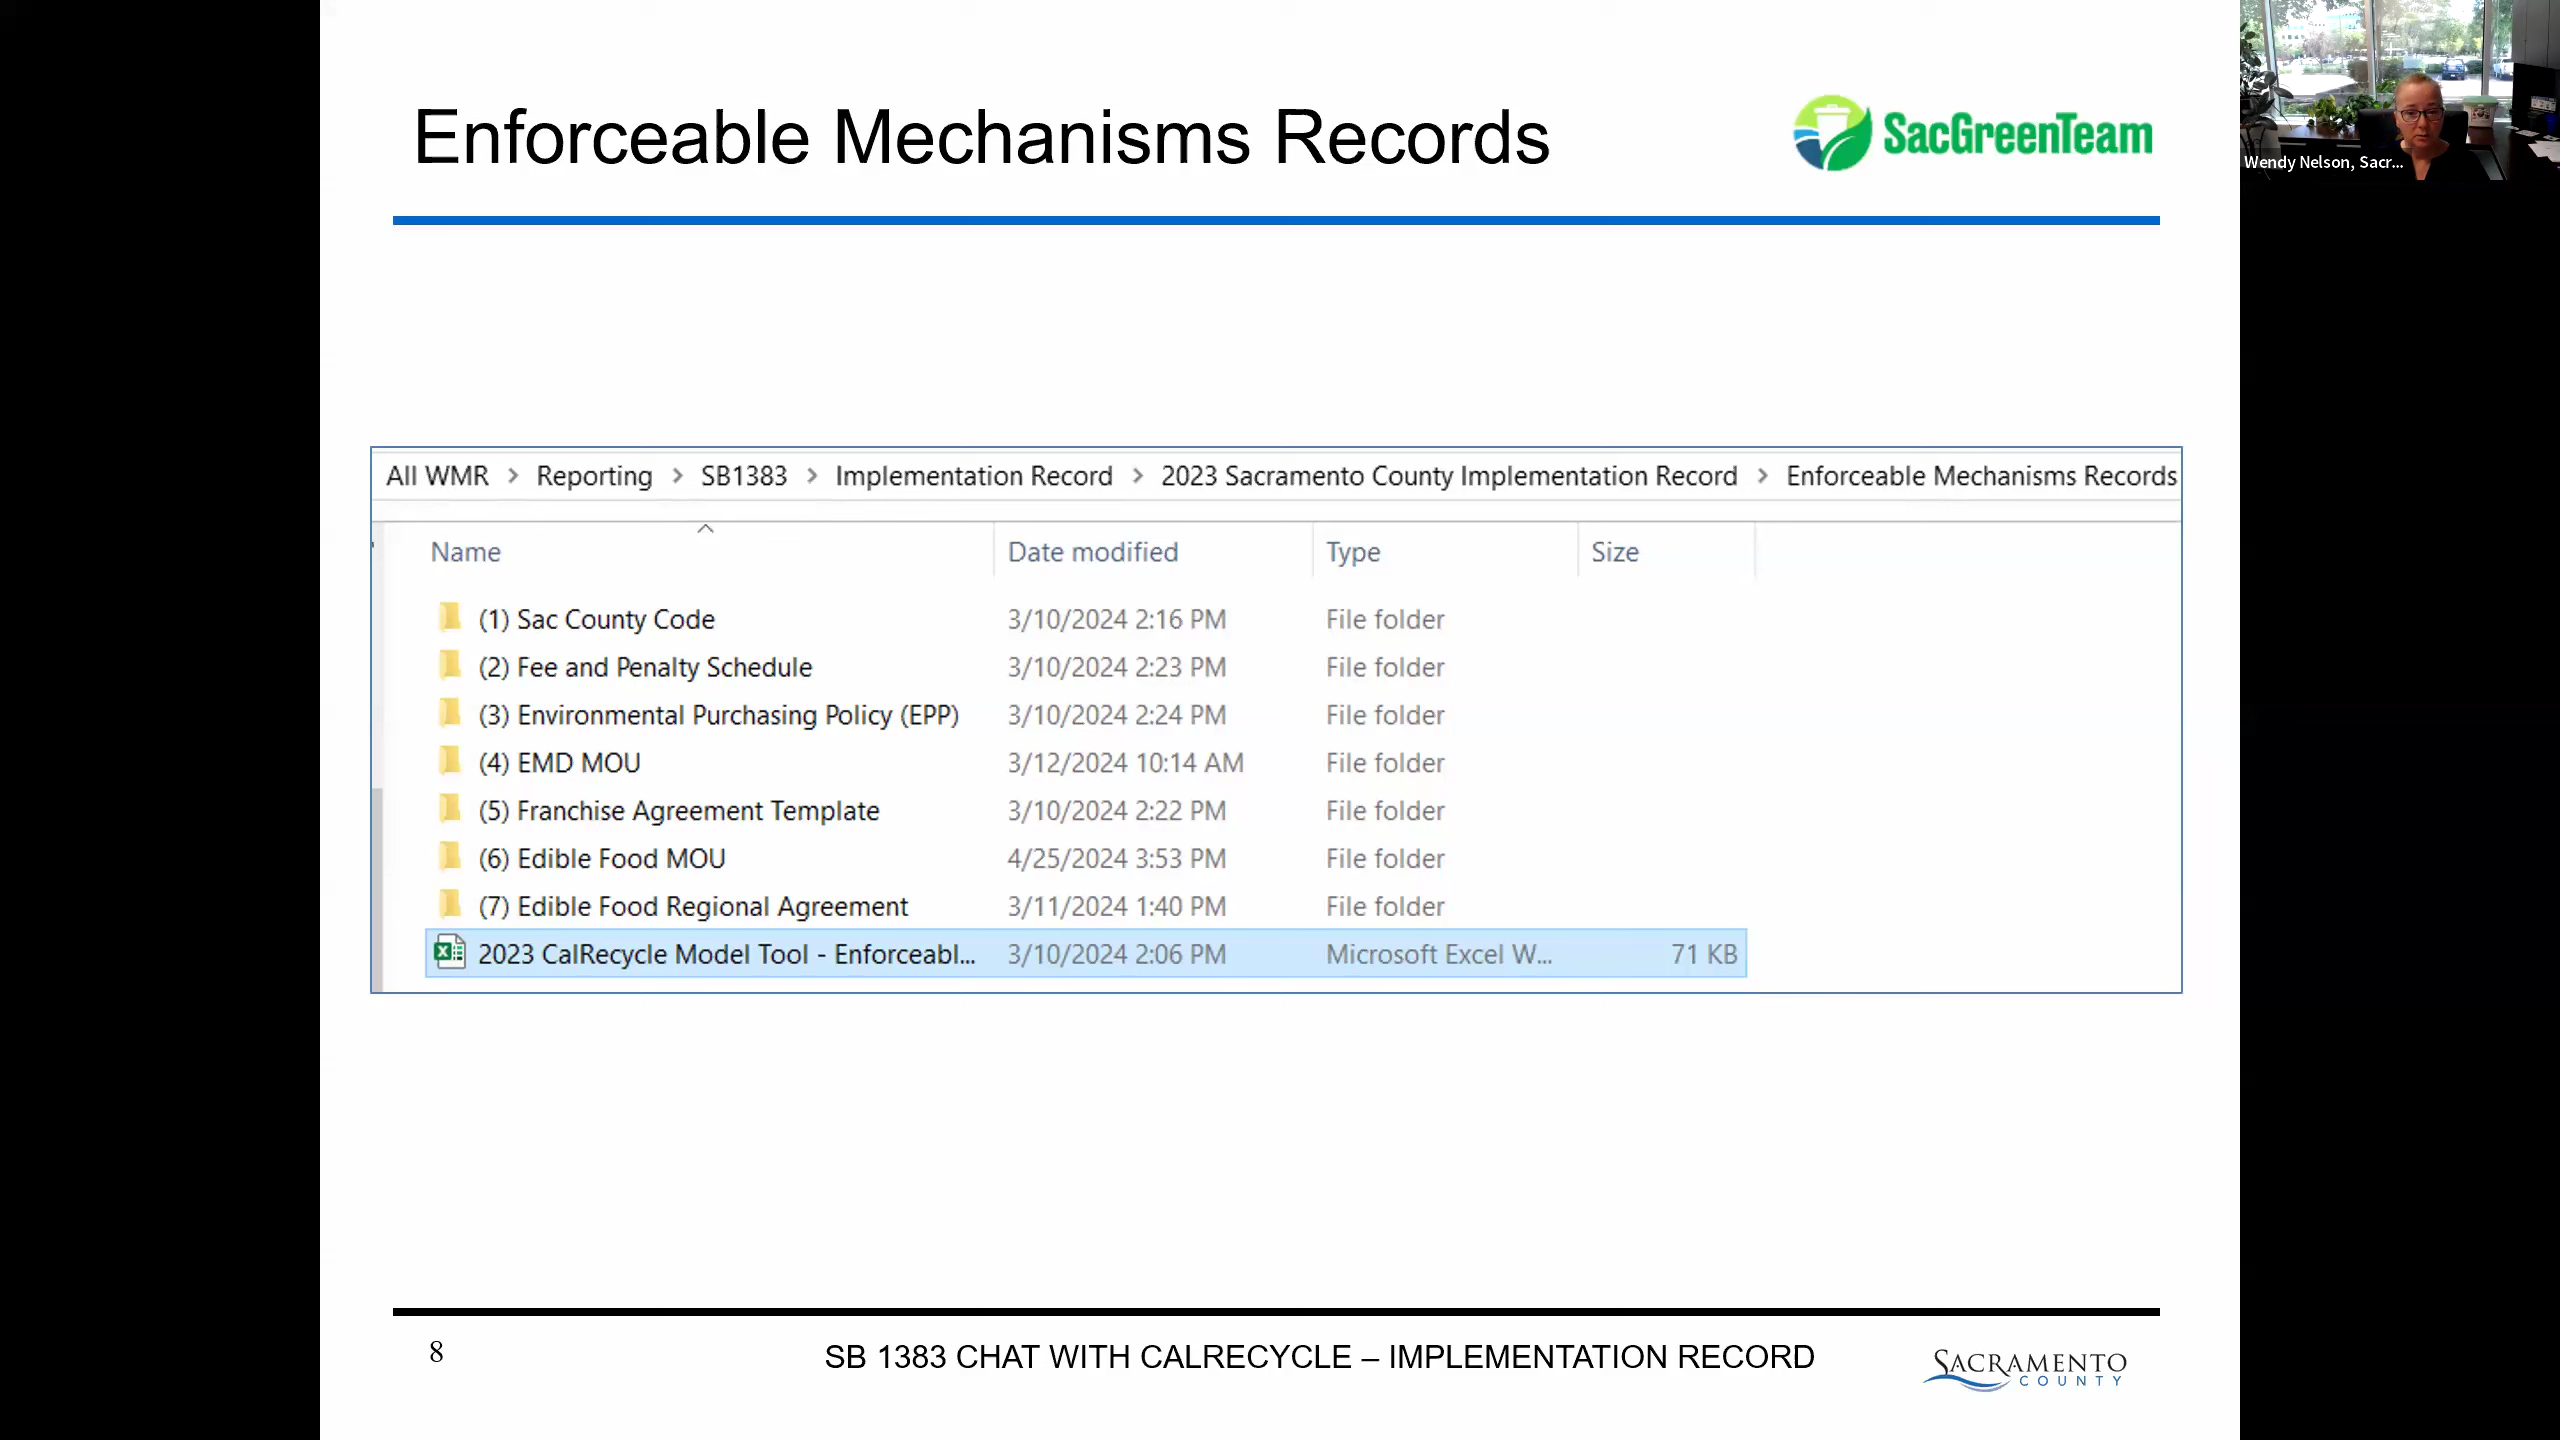 Enforceable Mechanisms Records
SacGreenTeam
Wendy Nelson, Sacr...
All WMR > Reporting > SB1383 > Implementation Record > 2023 Sacramento County Implementation Record > Enforceable Mechanisms Records
Name Date modified Type Size
(1) Sac County Code 3/10/2024 2:16 PM File folder
(2) Fee and Penalty Schedule 3/10/2024 2:23 PM File folder
(3) Environmental Purchasing Policy (EPP) 3/10/2024 2:24 PM File folder
(4) EMD MOU 3/12/2024 10:14 AM File folder
(5) Franchise Agreement Template 3/10/2024 2:22 PM File folder
(6) Edible Food MOU 4/25/2024 3:53 PM File folder
(7) Edible Food Regional Agreement 3/11/2024 1:40 PM File folder
2023 CalRecycle Model Tool - Enforceabl... 3/10/2024 2:06 PM Microsoft Excel W... 71 KB
8
SB 1383 CHAT WITH CALRECYCLE – IMPLEMENTATION RECORD
SACRAMENTO
COUNTY